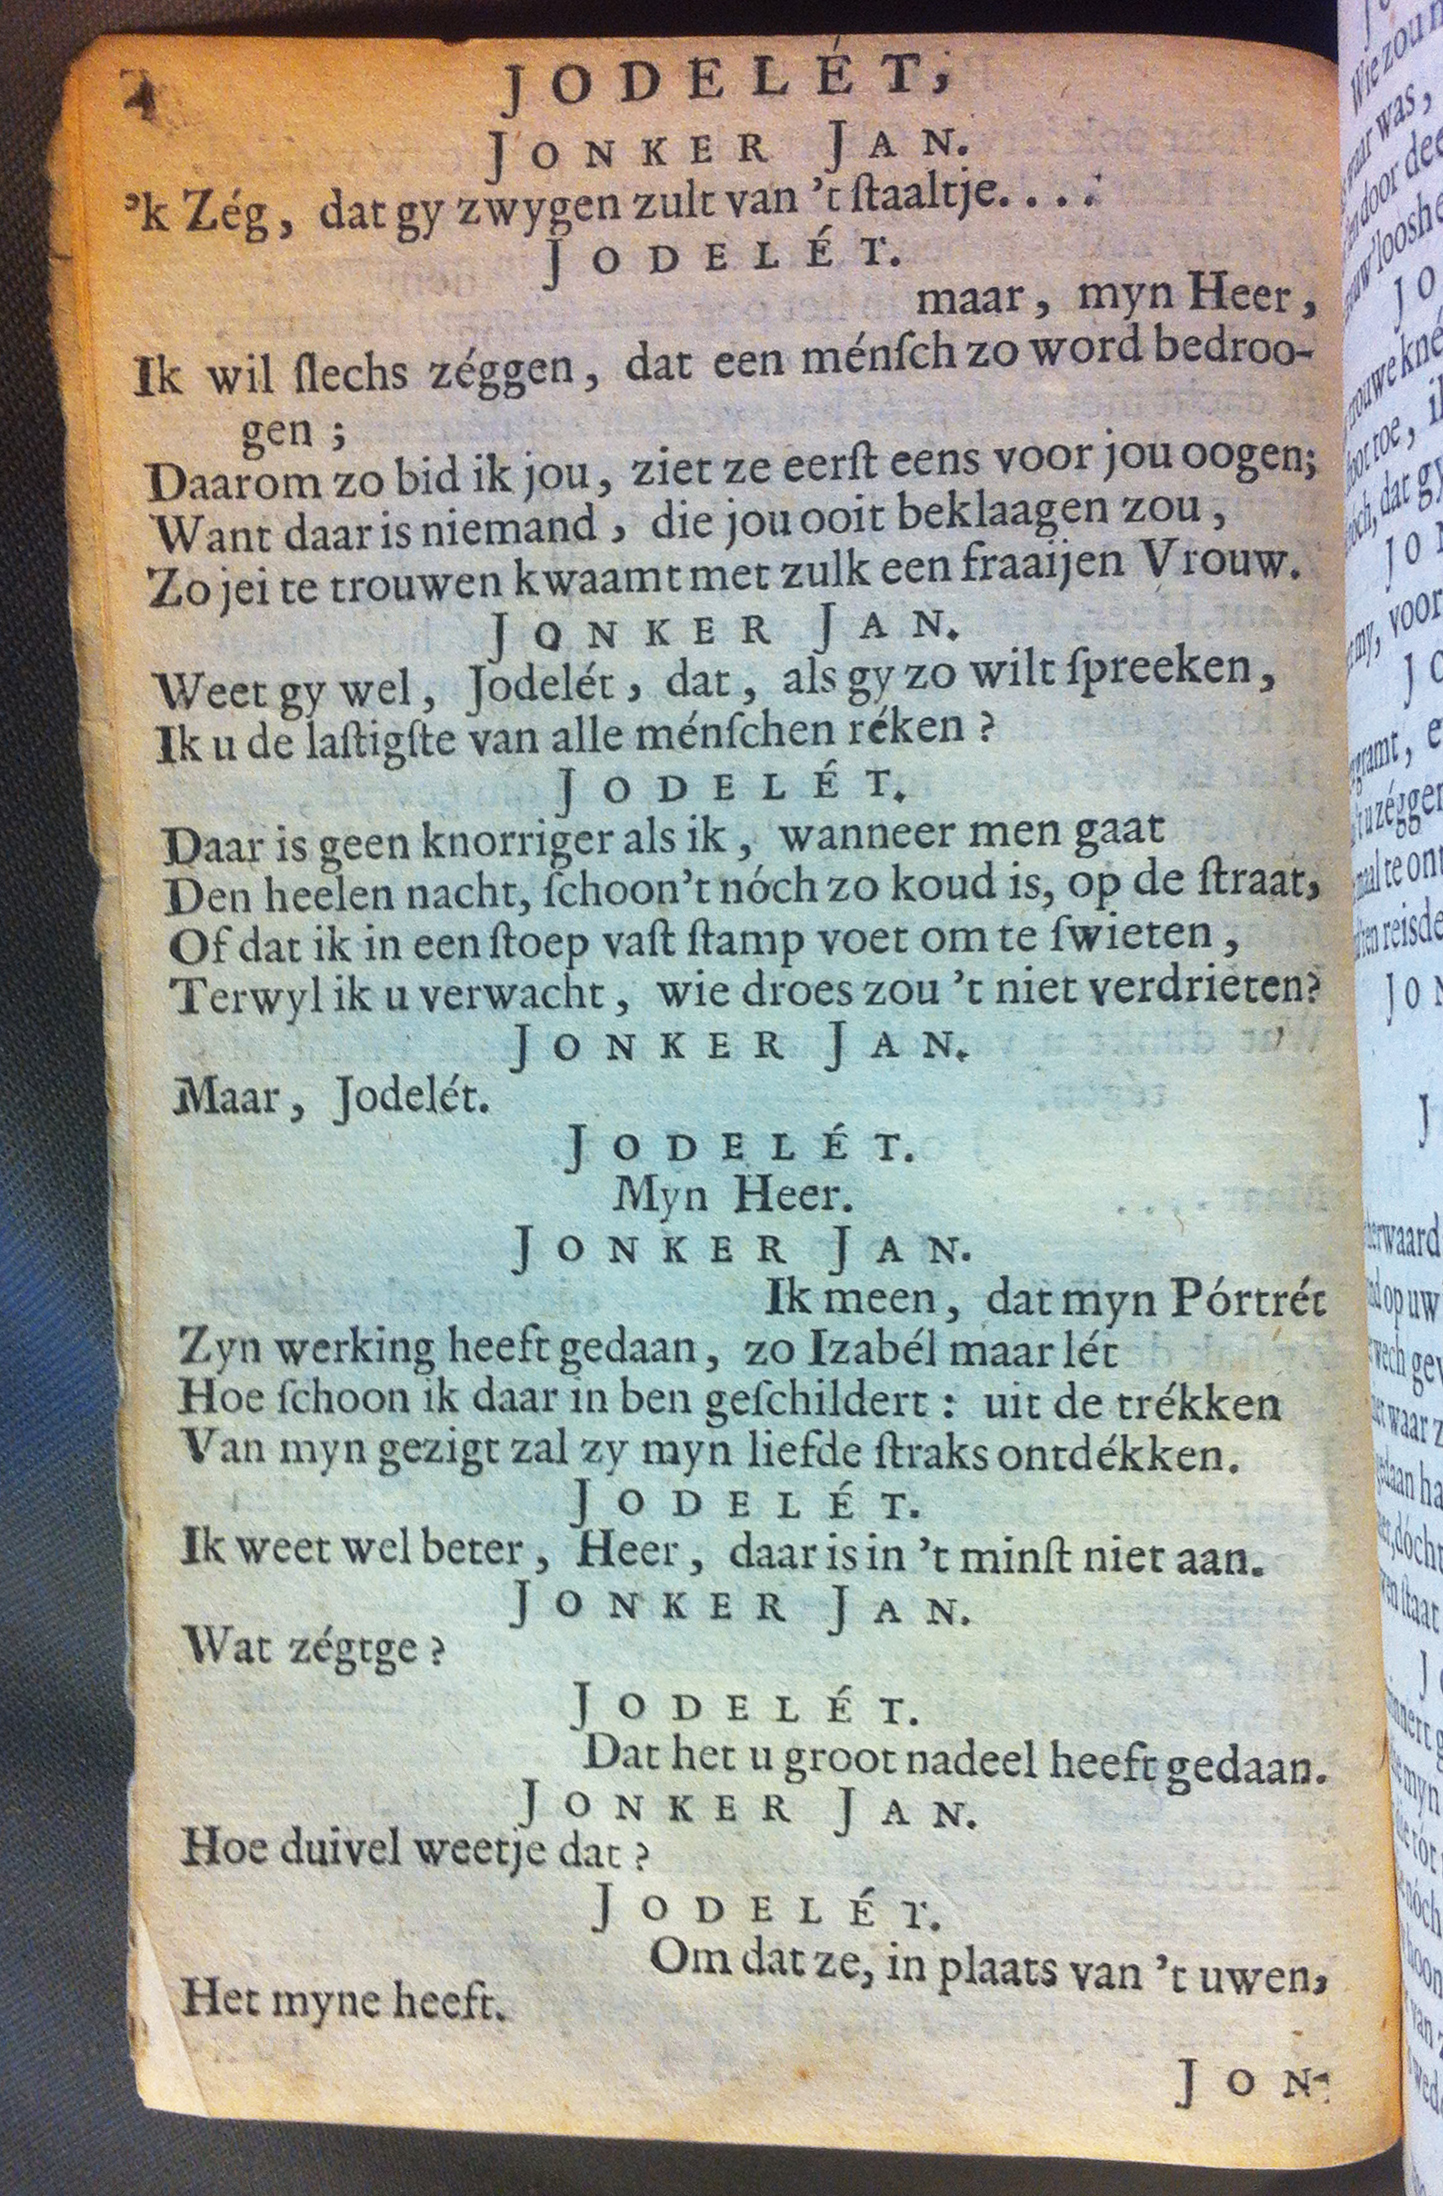 JODELÉT,
JONKER JAN.
'k Zég, dat gy zwygen zult van 't ſtaaltje....
JODELÉT.
maar, myn Heer,
Ik wil ſlechs zéggen, dat een ménſch zo word bedroo-
gen;
Daarom zo bid ik jou, ziet ze eerſt eens voor jou oogen;
Want daar is niemand, die jou ooit beklaagen zou,
Zo jei te trouwen kwaamt met zulk een fraaijen Vrouw.
JONKER JAN.
Weet gy wel, Jodelét, dat, als gy zo wilt ſpreeken,
Ik u de laſtigſte van alle ménſchen réken?
JODELÉT.
Daar is geen knorriger als ik, wanneer men gaat
Den heelen nacht, ſchoon't nóch zo koud is, op de ſtraat,
Of dat ik in een ſtoep vaſt ſtamp voet om te ſwieten,
Terwyl ik u verwacht, wie droes zou 't niet verdrieten?
JONKER JAN.
Maar, Jodelét.
JODELÉT.
Myn Heer.
JONKER JAN.
Ik meen, dat myn Pórtrét
Zyn werking heeft gedaan, zo Izabél maar lét
Hoe ſchoon ik daar in ben geſchildert: uit de trékken
Van myn gezigt zal zy myn liefde ſtraks ontdékken.
JODELÉT.
Ik weet wel beter, Heer, daar is in 't minſt niet aan.
JONKER JAN.
Wat zégtge?
JODELÉT.
Dat het u groot nadeel heeft gedaan.
JONKER JAN.
Hoe duivel weetje dat?
JODELÉT.
Om dat ze, in plaats van 't uwen,
Het myne heeft.
JON-